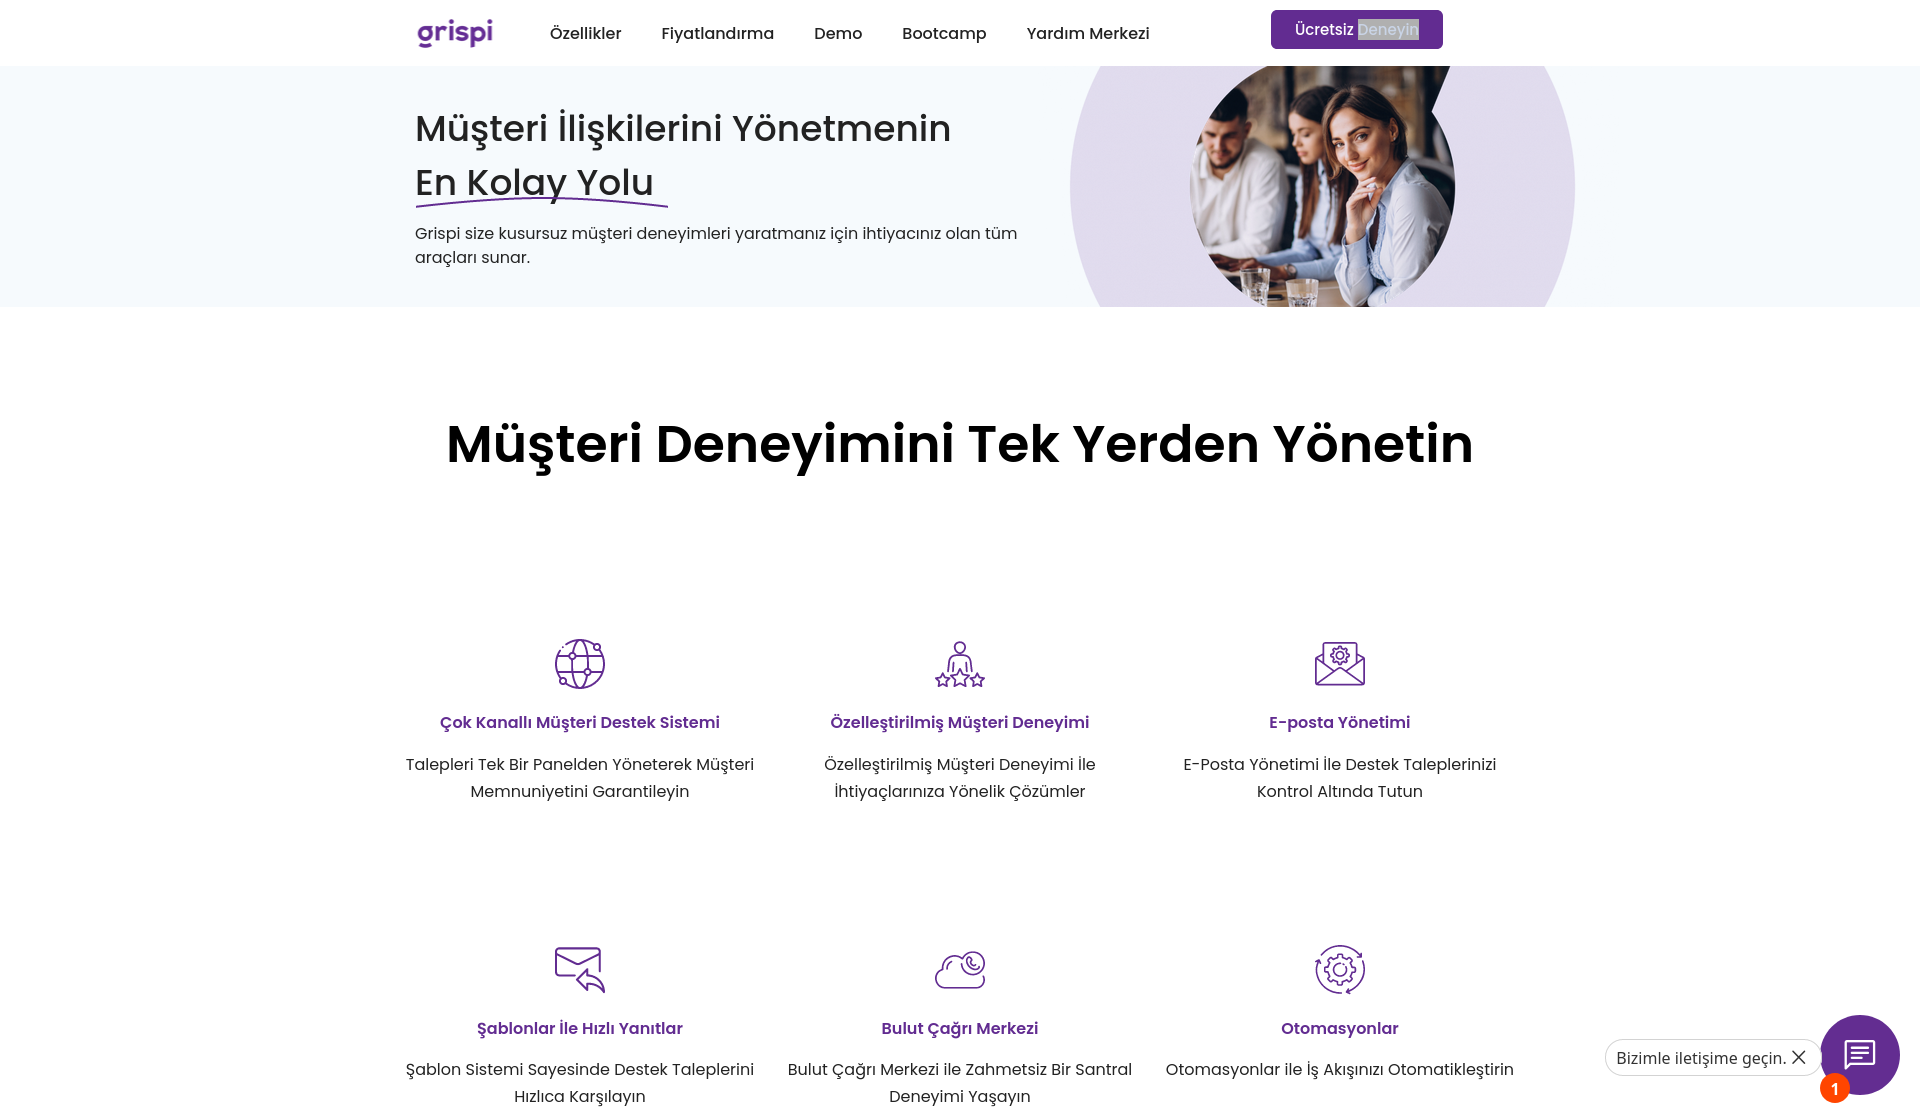 grispi
Özellikler
Fiyatlandırma
Demo
Bootcamp
Yardım Merkezi
Ücretsiz Deneyin
Müşteri İlişkilerini Yönetmenin
En Kolay Yolu
Grispi size kusursuz müşteri deneyimleri yaratmanız için ihtiyacınız olan tüm
araçları sunar.
Müşteri Deneyimini Tek Yerden Yönetin
Çok Kanallı Müşteri Destek Sistemi
Talepleri Tek Bir Panelden Yöneterek Müşteri
Memnuniyetini Garantileyin
Özelleştirilmiş Müşteri Deneyimi
Özelleştirilmiş Müşteri Deneyimi İle
İhtiyaçlarınıza Yönelik Çözümler
E-posta Yönetimi
E-Posta Yönetimi İle Destek Taleplerinizi
Kontrol Altında Tutun
Şablonlar İle Hızlı Yanıtlar
Şablon Sistemi Sayesinde Destek Taleplerini
Hızlıca Karşılayın
Bulut Çağrı Merkezi
Bulut Çağrı Merkezi ile Zahmetsiz Bir Santral
Deneyimi Yaşayın
Otomasyonlar
Otomasyonlar ile İş Akışınızı Otomatikleştirin
Bizimle iletişime geçin.
1